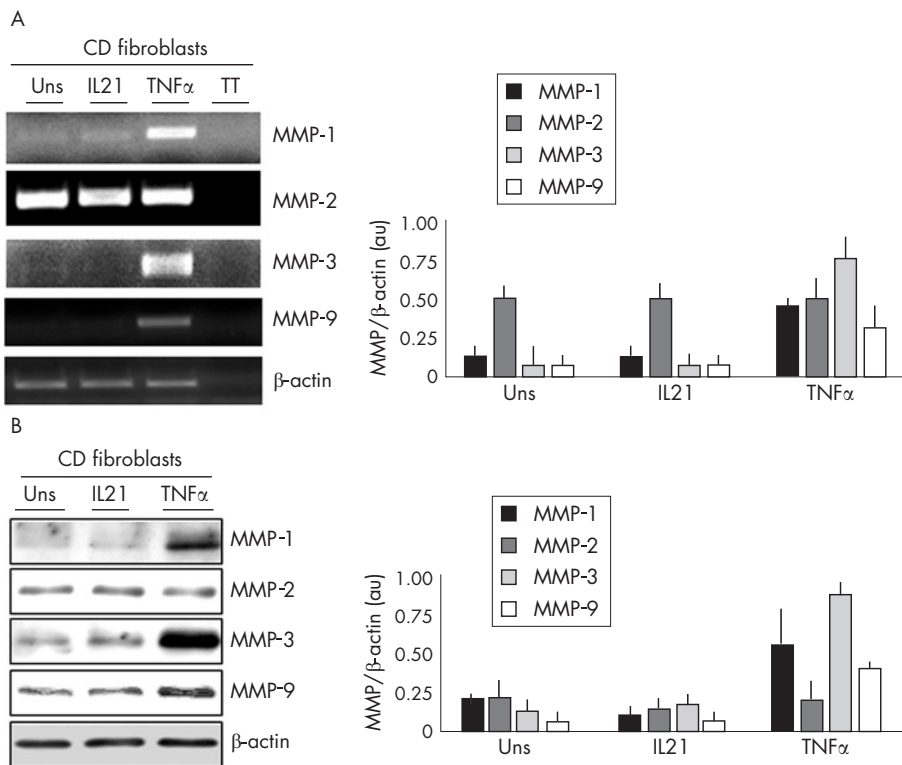 A
CD fibroblasts
Uns IL21 TNFα TT
MMP-1
MMP-2
MMP-3
MMP-9
β-actin
MMP-1
MMP-2
MMP-3
MMP-9
MMP/β-actin (au)
1.00
0.75
0.50
0.25
0
Uns IL21 TNFα
B
CD fibroblasts
Uns IL21 TNFα
MMP-1
MMP-2
MMP-3
MMP-9
β-actin
MMP-1
MMP-2
MMP-3
MMP-9
MMP/β-actin (au)
1.00
0.75
0.50
0.25
0
Uns IL21 TNFα